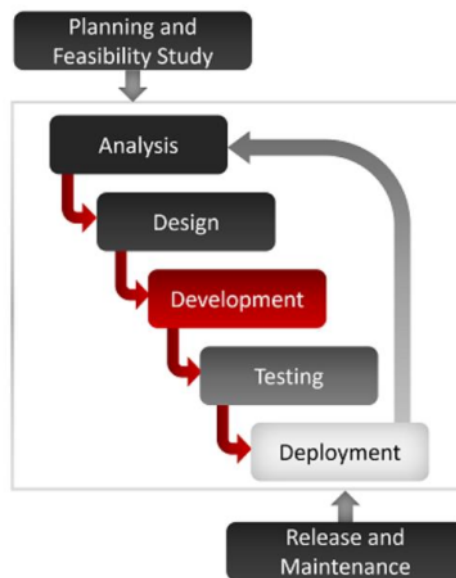 Planning and
Feasibility Study
Analysis
Design
Development
Testing
Deployment
Release and
Maintenance